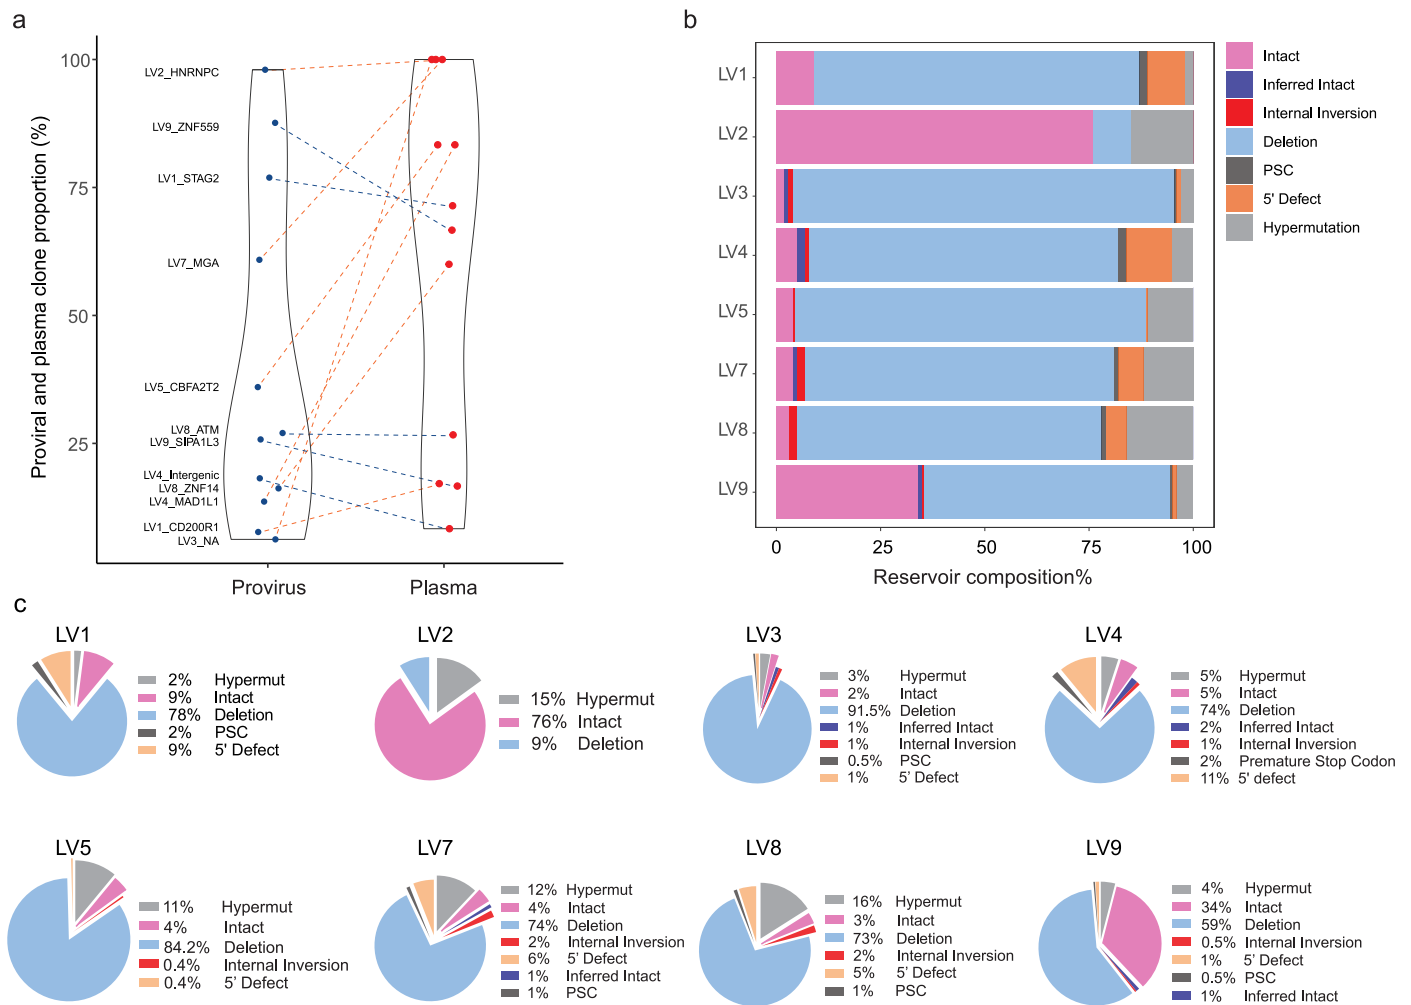 a
Proviral and plasma clone proportion (%)
100
75
50
25
LV2_HNRNPC
LV9_ZNF559
LV1_STAG2
LV7_MGA
LV5_CBFA2T2
LV8_ATM
LV9_SIPA1L3
LV4_Intergenic
LV8_ZNF14
LV4_MAD1L1
LV1_CD200R1
LV3_NA
Provirus
Plasma
b
LV1
LV2
LV3
LV4
LV5
LV7
LV8
LV9
0
25
50
75
100
Reservoir composition%
Intact
Inferred Intact
Internal Inversion
Deletion
PSC
5' Defect
Hypermutation
c
LV1
2% Hypermut
9% Intact
78% Deletion
2% PSC
9% 5' Defect
LV2
15% Hypermut
76% Intact
9% Deletion
LV3
3% Hypermut
2% Intact
91.5% Deletion
1% Inferred Intact
1% Internal Inversion
0.5% PSC
1% 5' Defect
LV4
5% Hypermut
5% Intact
74% Deletion
2% Inferred Intact
1% Internal Inversion
2% Premature Stop Codon
11% 5' defect
LV5
11% Hypermut
4% Intact
84.2% Deletion
0.4% Internal Inversion
0.4% 5' Defect
LV7
12% Hypermut
4% Intact
74% Deletion
2% Internal Inversion
6% 5' Defect
1% Inferred Intact
1% PSC
LV8
16% Hypermut
3% Intact
73% Deletion
2% Internal Inversion
5% 5' Defect
1% PSC
LV9
4% Hypermut
34% Intact
59% Deletion
0.5% Internal Inversion
1% 5' Defect
0.5% PSC
1% Inferred Intact